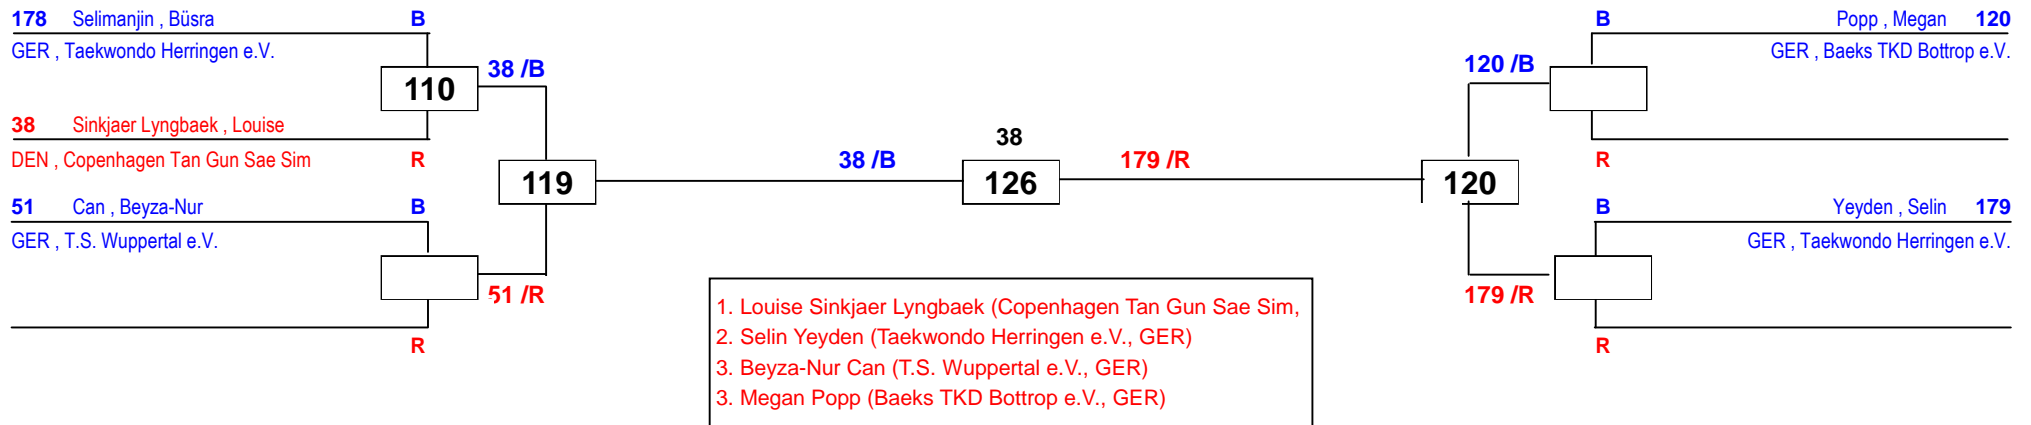 178 Selimanjin , Büsra B
GER , Taekwondo Herringen e.V.
38 /B
110
38 Sinkjaer Lyngbaek , Louise
DEN , Copenhagen Tan Gun Sae Sim R
119
51 Can , Beyza-Nur B
GER , T.S. Wuppertal e.V.
51 /R
R
38 /B
38
126
179 /R
B Popp , Megan 120
GER , Baeks TKD Bottrop e.V.
120 /B
R
120
B Yeyden , Selin 179
GER , Taekwondo Herringen e.V.
179 /R
R
1. Louise Sinkjaer Lyngbaek (Copenhagen Tan Gun Sae Sim,
2. Selin Yeyden (Taekwondo Herringen e.V., GER)
3. Beyza-Nur Can (T.S. Wuppertal e.V., GER)
3. Megan Popp (Baeks TKD Bottrop e.V., GER)